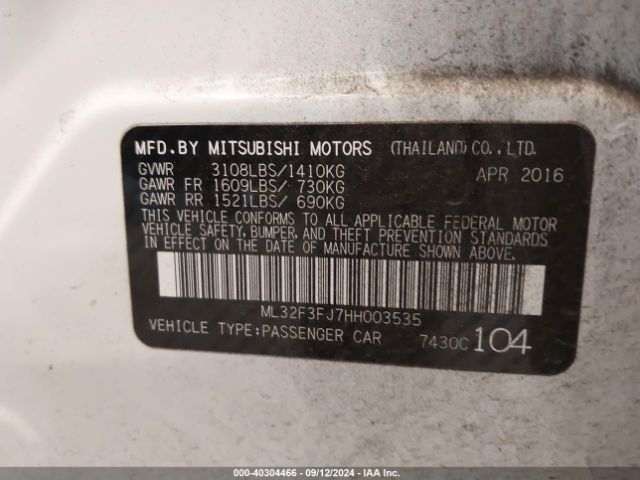 MFD.BY MITSUBISHI MOTORS (THAILAND) CO.,LTD.
GVWR 3108LBS/1410KG APR 2016
GAWR FR 1609LBS/ 730KG
GAWR RR 1521LBS/ 690KG
THIS VEHICLE CONFORMS TO ALL APPLICABLE FEDERAL MOTOR
VEHICLE SAFETY, BUMPER, AND THEFT PREVENTION STANDARDS
IN EFFECT ON THE DATE OF MANUFACTURE SHOWN ABOVE.
ML32F3FJ7HH003535
VEHICLE TYPE:PASSENGER CAR 7430C 104
000-40304466 - 09/12/2024 - IAA Inc.